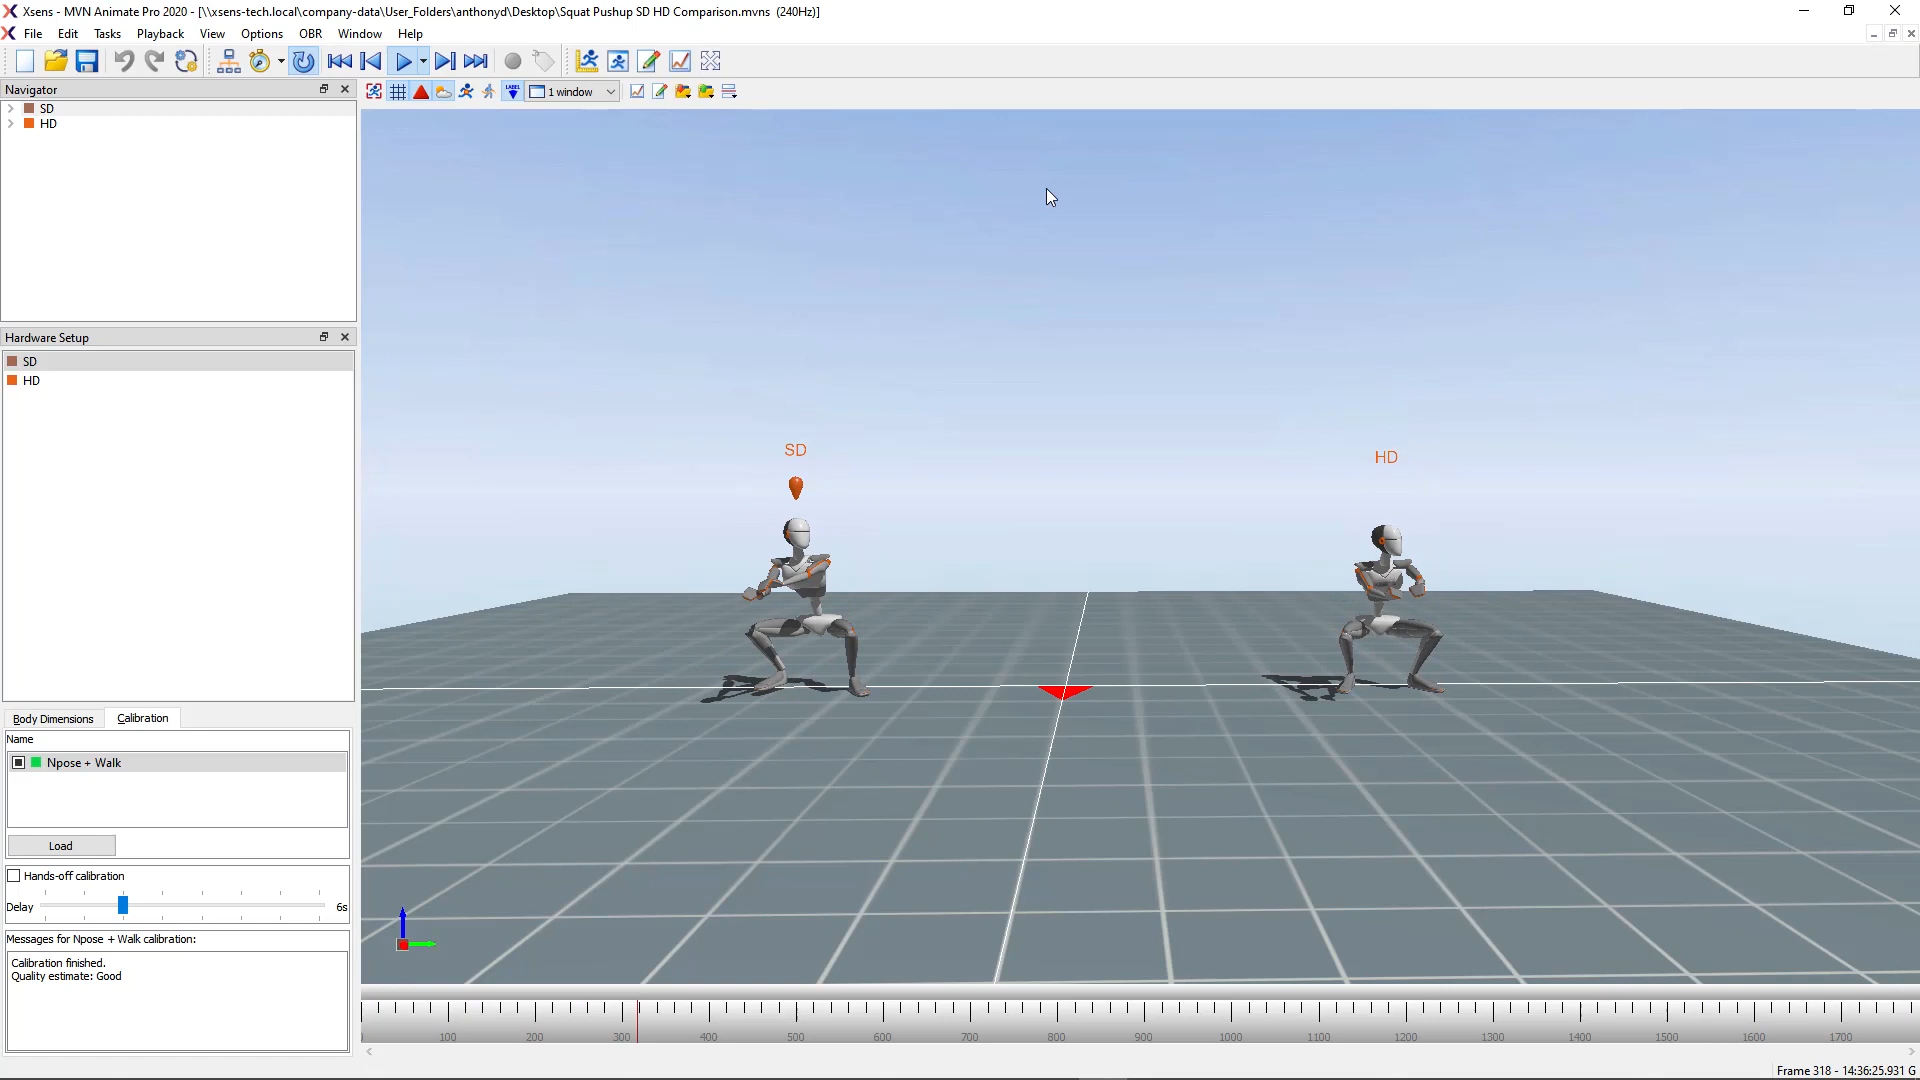 Xsens - MVN Animate Pro 2020 - [\\xsens-tech.local\company-data\User_Folders\anthonyd\Desktop\Squat Pushup SD HD Comparison.mvns (240Hz)]
File Edit Tasks Playback View Options OBR Window Help
Navigator
LABEL
1 window
SD
HD
Hardware Setup
SD
HD
SD
HD
Body Dimensions Calibration
Name
Npose + Walk
Load
Hands-off calibration
Delay 6s
Messages for Npose + Walk calibration:
Calibration finished.
Quality estimate: Good
100 200 300 400 500 600 700 800 900 1000 1100 1200 1300 1400 1500 1600 1700
Frame 318 - 14:36:25.931 G